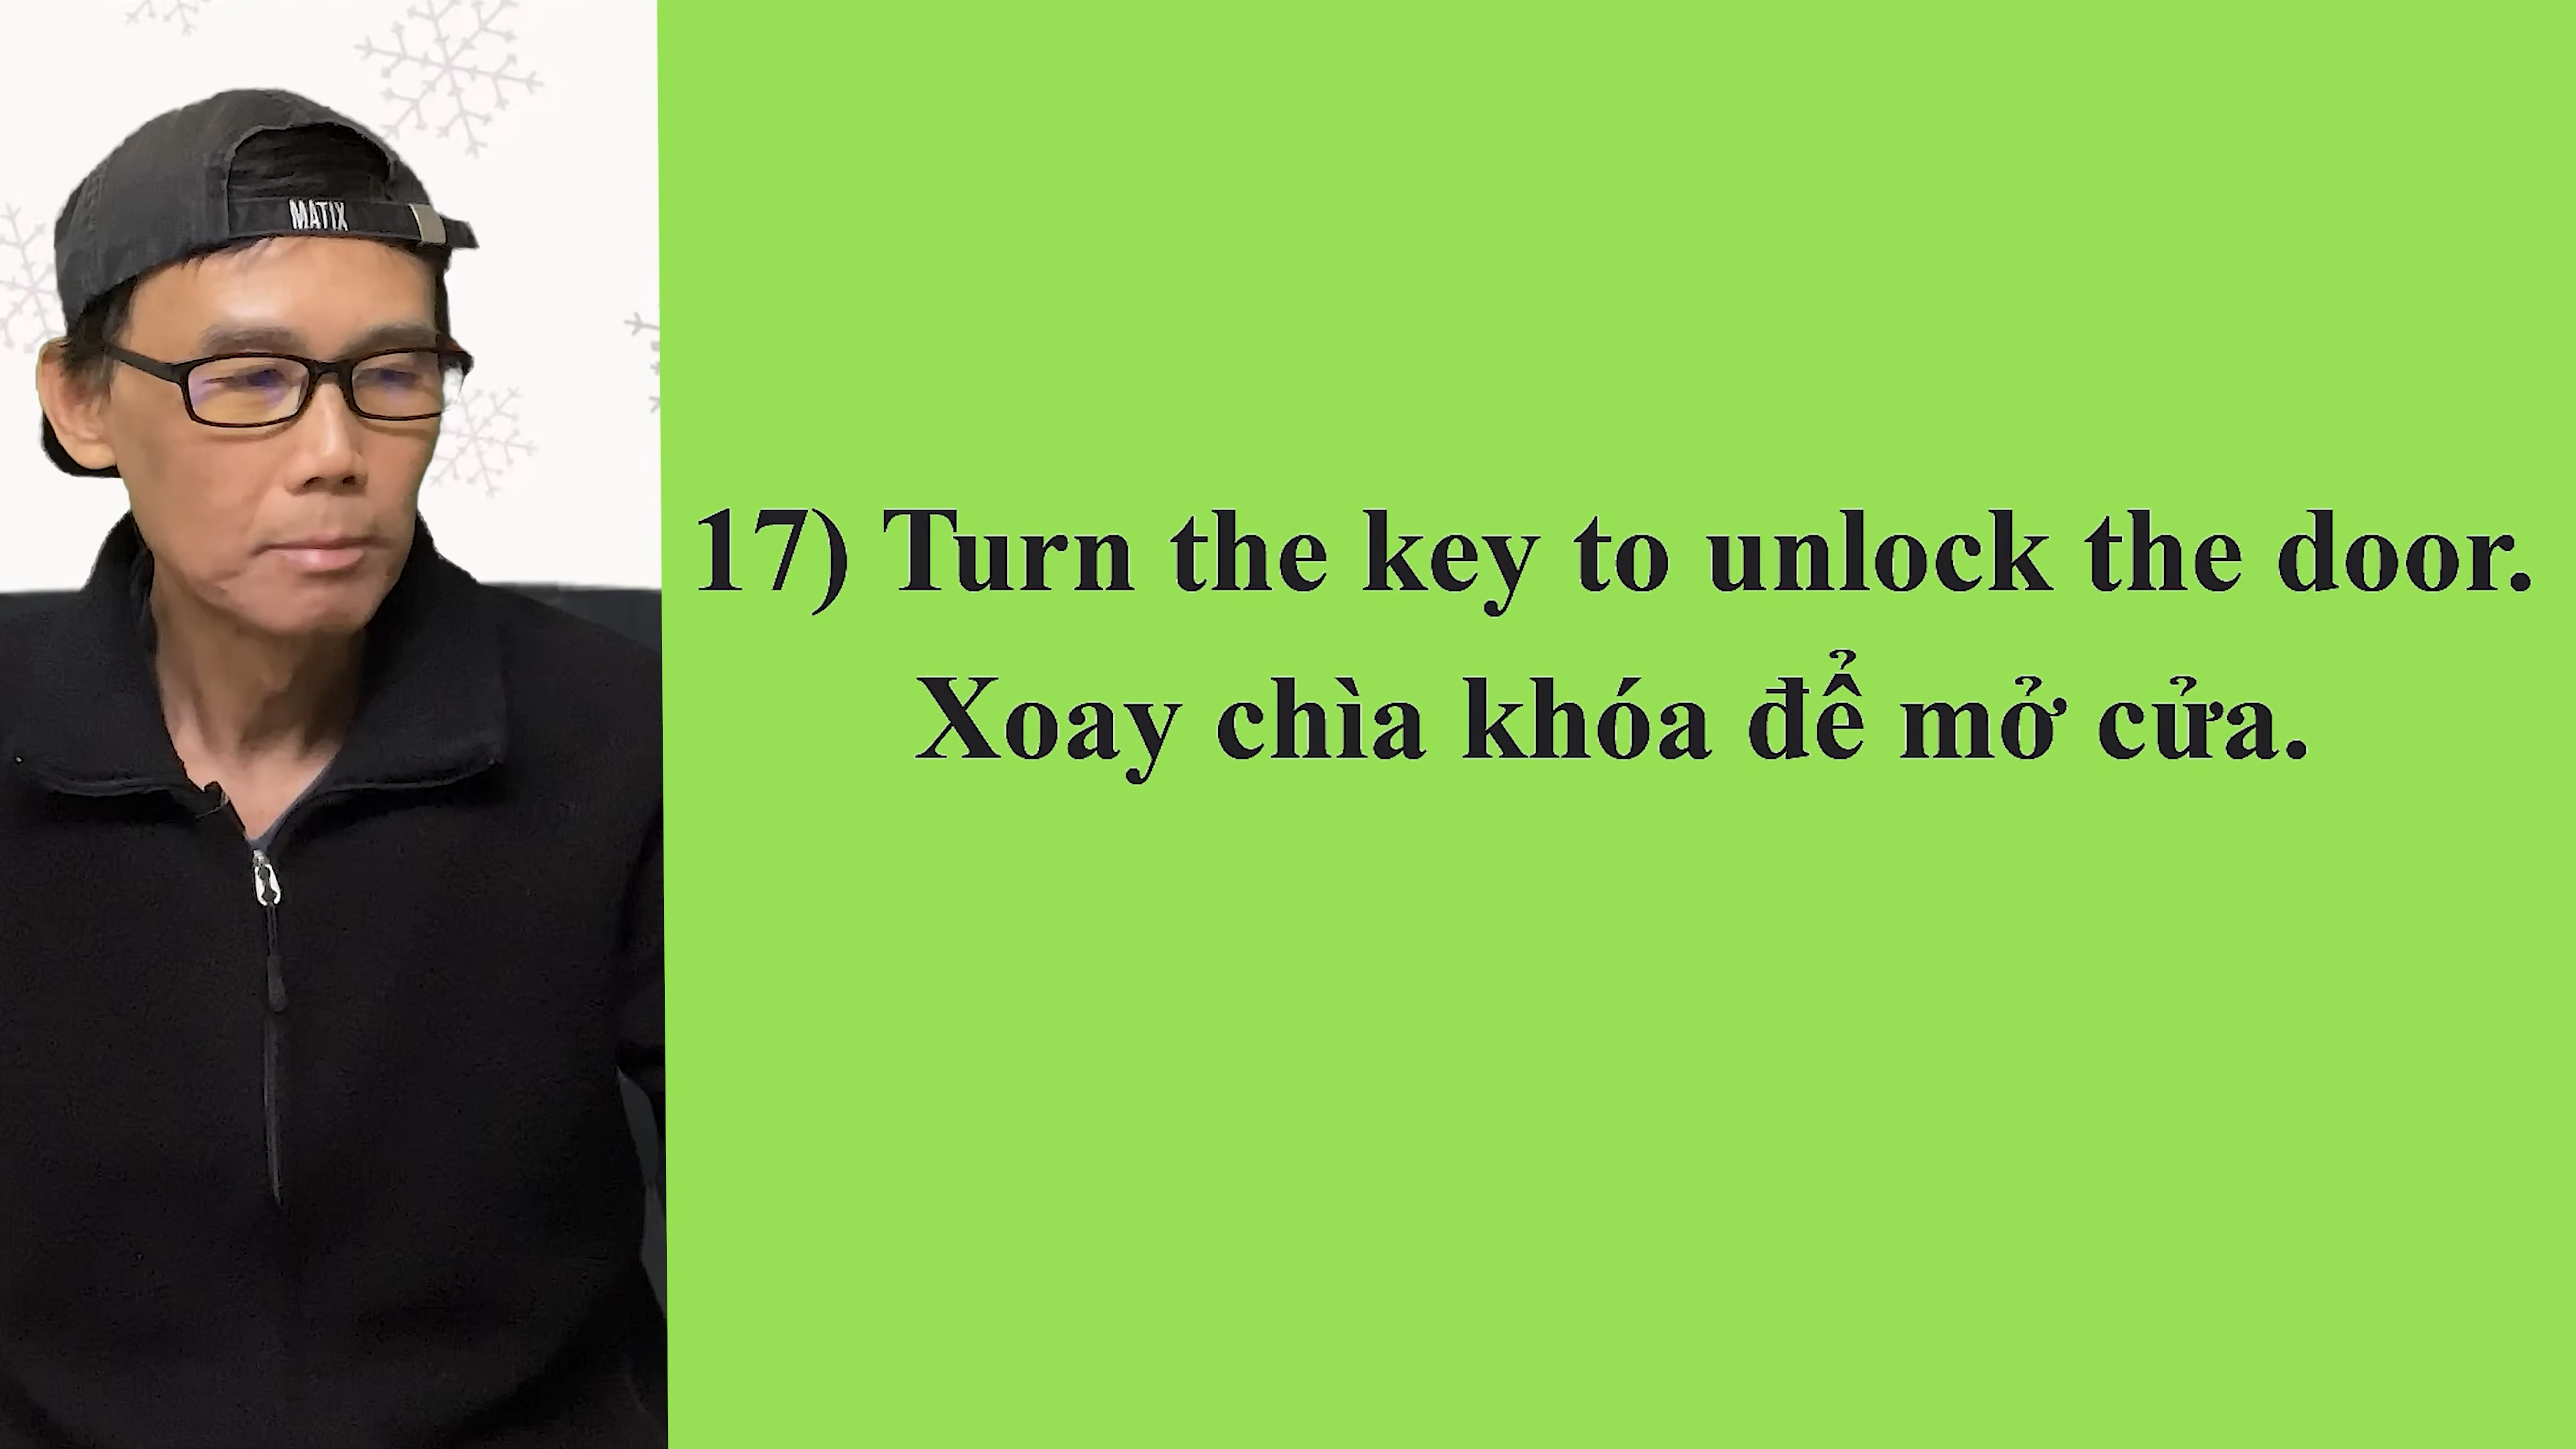 MATIX
17) Turn the key to unlock the door.
Xoay chìa khóa để mở cửa.